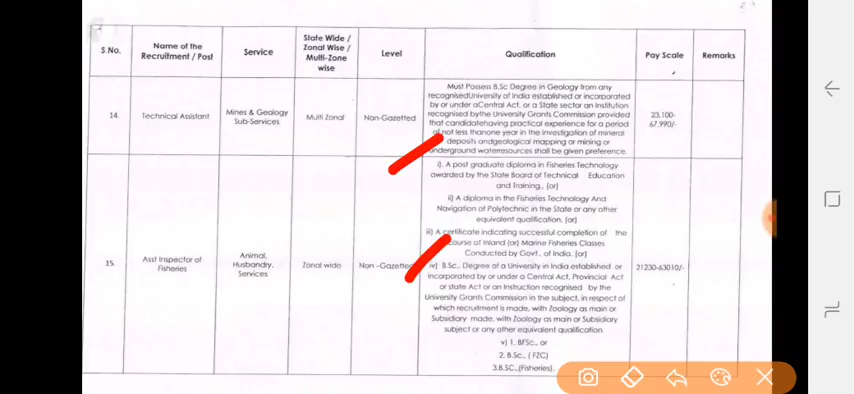 S.No.
Name of the
Recruitment / Post
Service
State Wide /
Zonal Wise /
Multi-Zone
wise
Level
Qualification
Pay Scale
Remarks
14.
Technical Assistant
Mines & Geology
Sub-Services
Multi Zonal
Non-Gazetted
Must Possess B.Sc Degree in Geology from any
recognisedUniversity of India established or incorporated
by or under aCentral Act, or a State sector an Institution
recognised bythe University Grants Commission provided
that candidatehaving practical experience for a period
of not less thanone year in the investigation of mineral
deposits andgeological mapping or mining or
underground waterresources shall be given preference.
23,100-
67,990/-
15.
Asst Inspector of
Fisheries
Animal,
Husbandry,
Services
Zonal wide
Non –Gazetted
i). A post graduate diploma in Fisheries Technology
awarded by the State Board of Technical Education
and Training., (or)
ii) A diploma in the Fisheries Technology And
Navigation of Polytechnic in the State or any other
equivalent qualification. (or)
iii) A certificate indicating successful completion of the
course of Inland (or) Marine Fisheries Classes
Conducted by Govt., of India. (or)
iv) B.Sc., Degree of a University in India established or
incorporated by or under a Central Act, Provincial Act
or state Act or an Instruction recognised by the
University Grants Commission in the subject, in respect of
which recruitment is made, with Zoology as main or
Subsidiary made, with Zoology as main or Subsidiary
subject or any other equivalent qualification.
v) 1. BFSc., or
2. B.Sc., ( FZC)
3.B.SC.,(Fisheries).
21230-63010/-